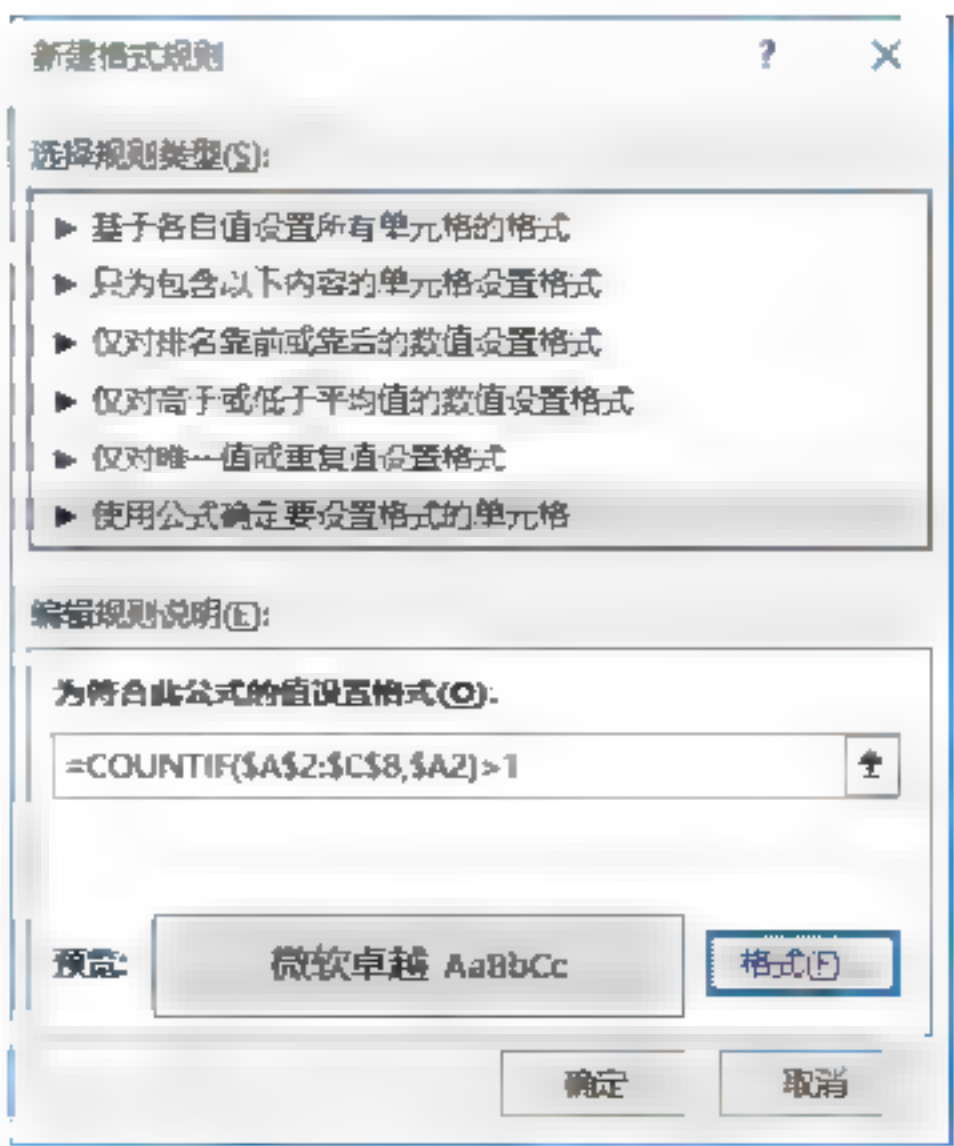 新建格式规则 ?
选择规则类型(S):
► 基于各自值设置所有单元格的格式
► 只为包含以下内容的单元格设置格式
► 仅对排名靠前或靠后的数值设置格式
► 仅对高于或低于平均值的数值设置格式
► 仅对唯一值或重复值设置格式
► 使用公式确定要设置格式的单元格
编辑规则说明(E):
为符合此公式的值设置格式(O):
=COUNTIF($A$2:$C$8,$A2)>1
预览: 微软卓越 AaBbCc 格式(F)
确定 取消